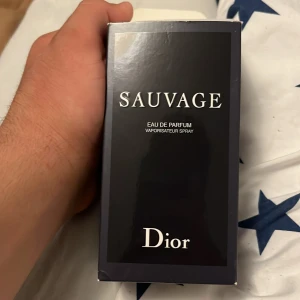 SAUVAGE
EAU DE PARFUM
VAPORISATEUR SPRAY
Dior